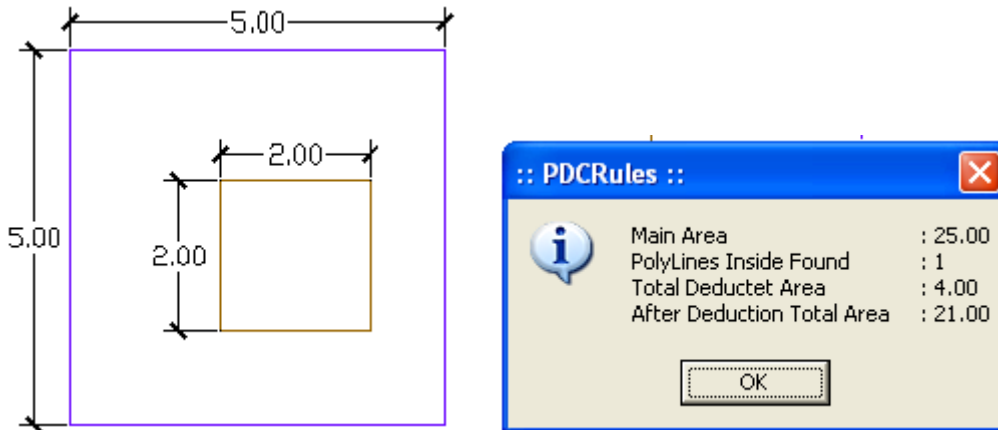 5.00
2.00
5.00
2.00
:: PDCRules ::
Main Area : 25.00
PolyLines Inside Found : 1
Total Deductet Area : 4.00
After Deduction Total Area : 21.00
OK